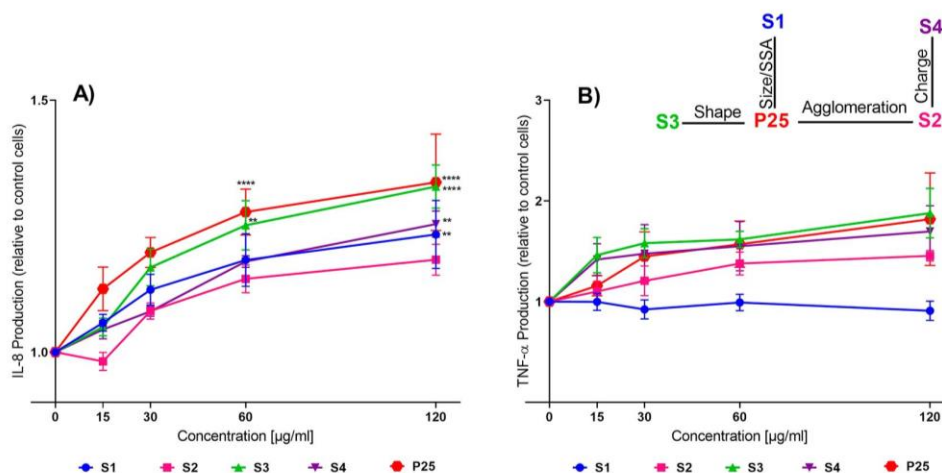 A)
IL-8 Production (relative to control cells)
1.5
1.0
****
**
****
****
**
**
0 15 30 60 120
Concentration [µg/ml]
S1 S2 S3 S4 P25
B)
TNF-α Production (relative to control cells)
3
2
1
S1 S4
Size/SSA
Charge
S3 Shape P25 Agglomeration S2
0 15 30 60 120
Concentration [µg/ml]
S1 S2 S3 S4 P25